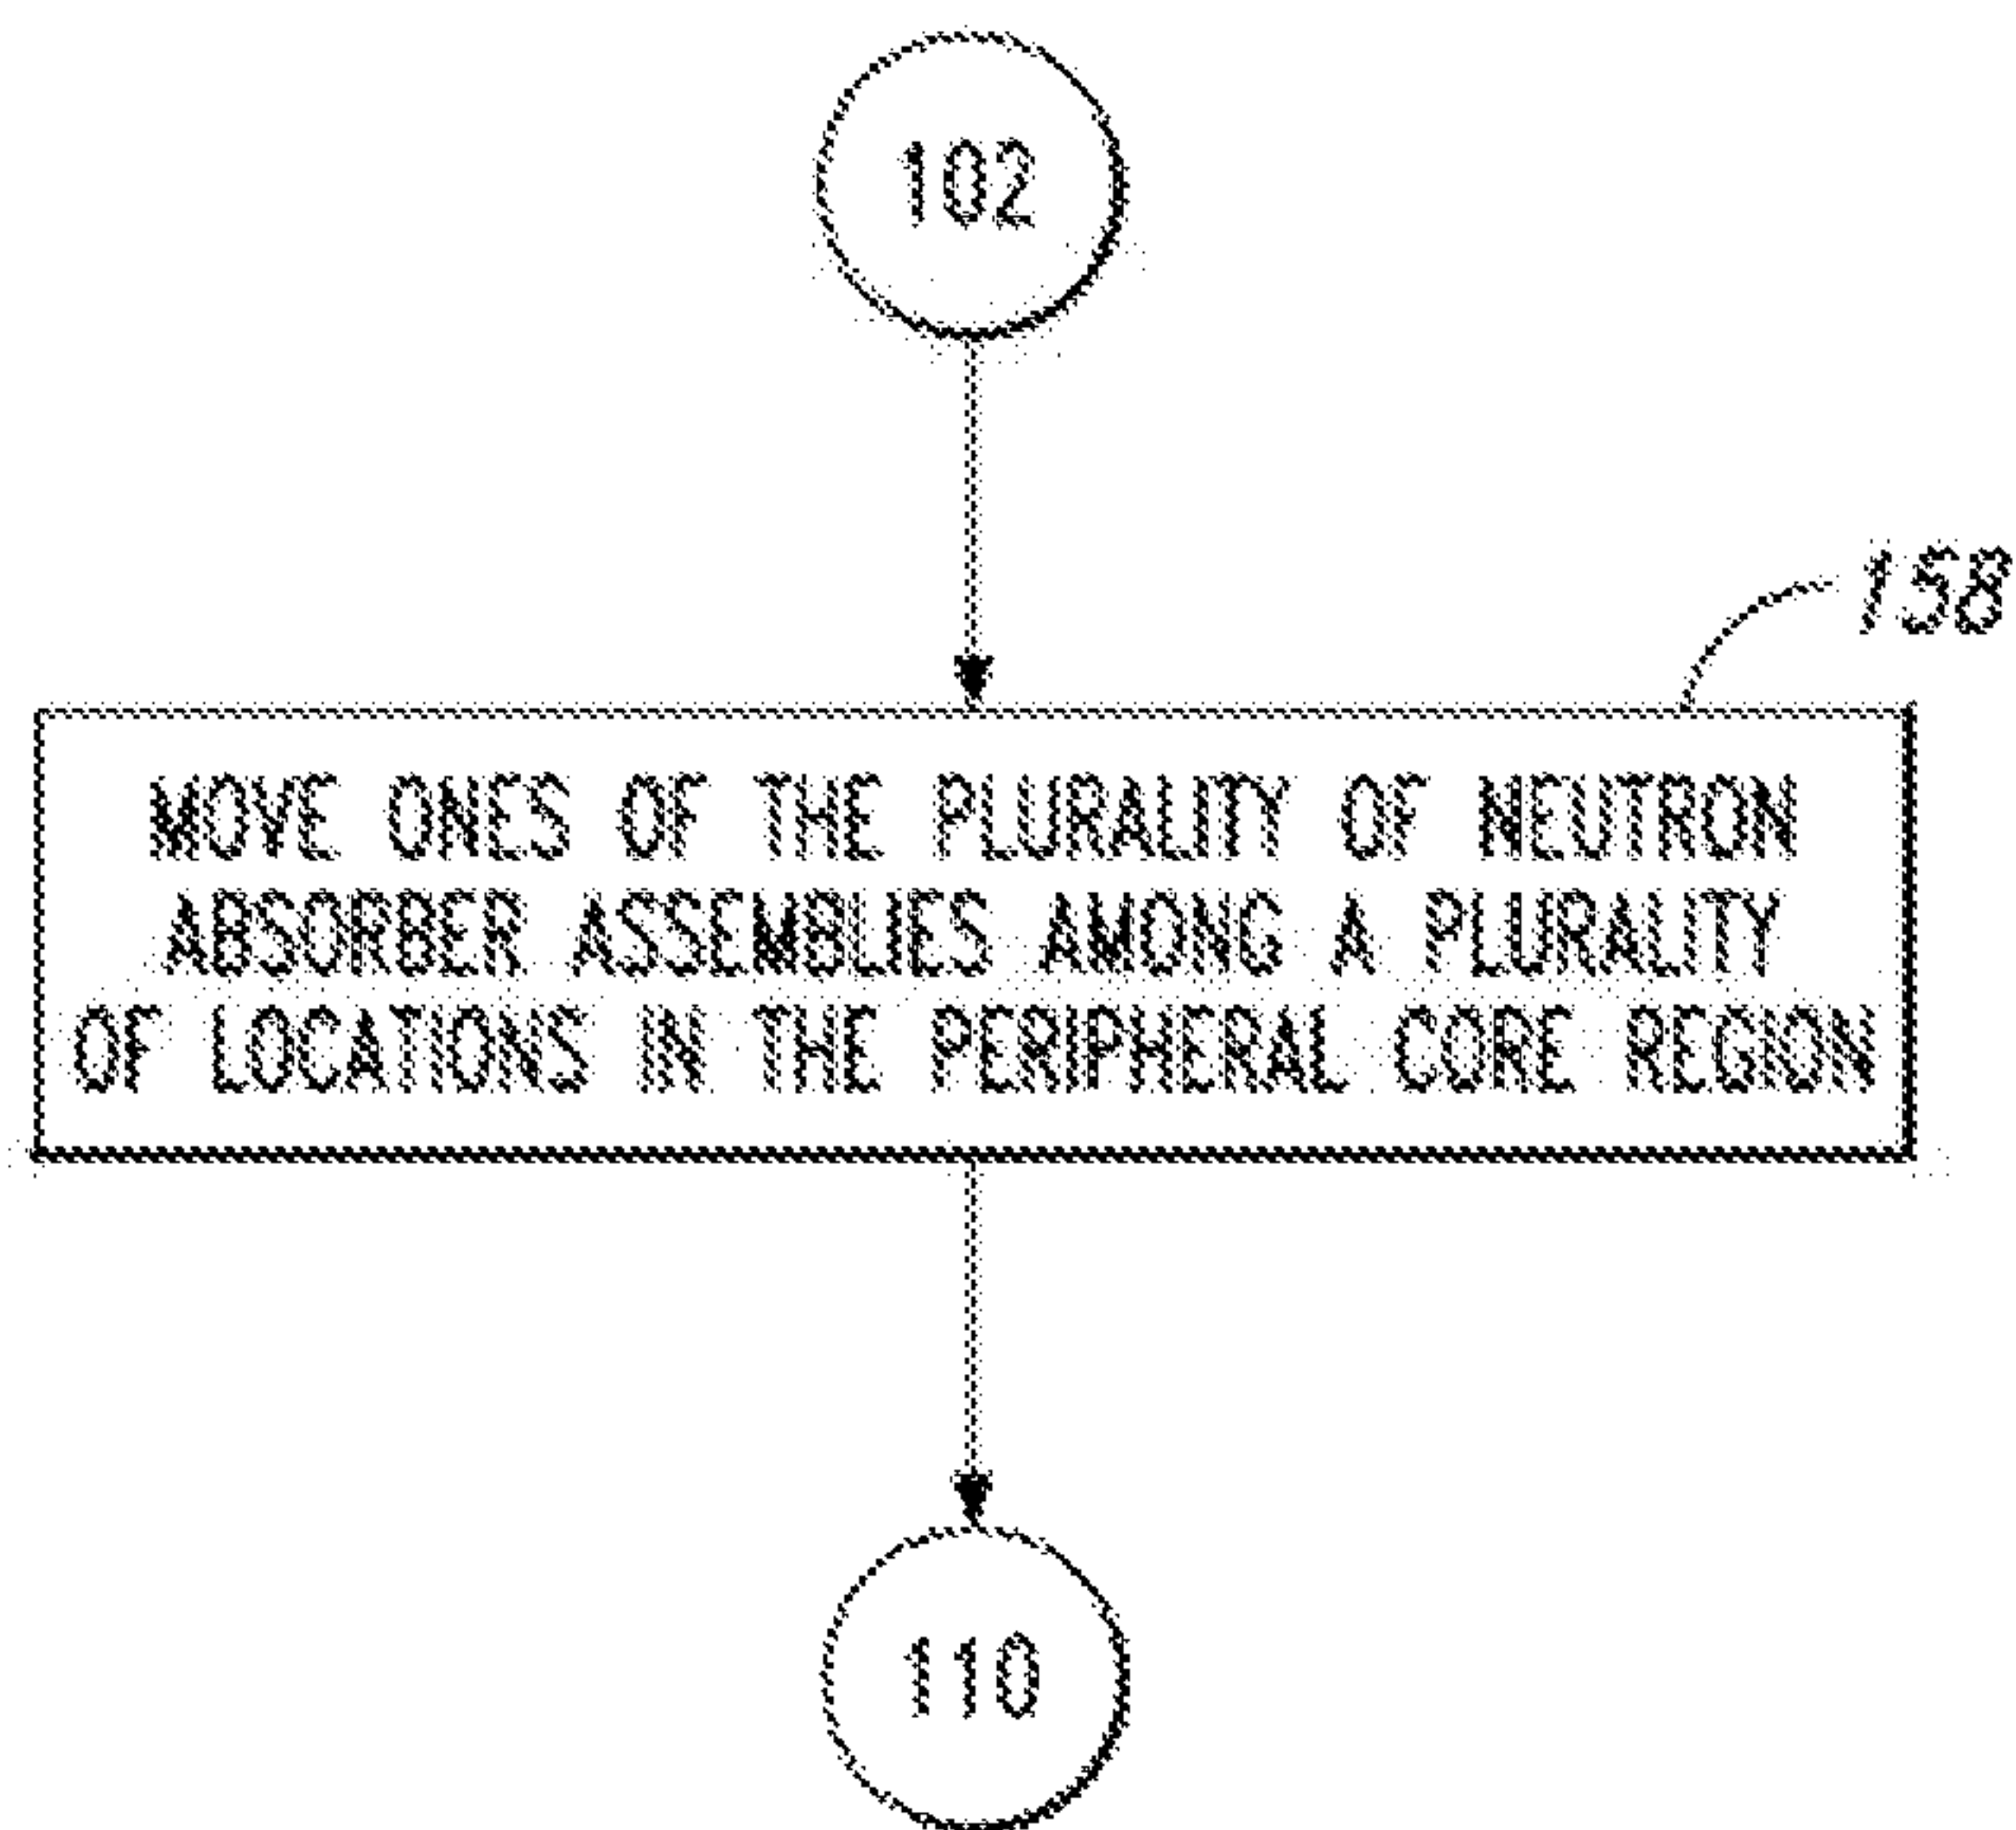 102
158
MOVE ONES OF THE PLURALITY OF NEUTRON
ABSORBER ASSEMBLIES AMONG A PLURALITY
OF LOCATIONS IN THE PERIPHERAL CORE REGION
110